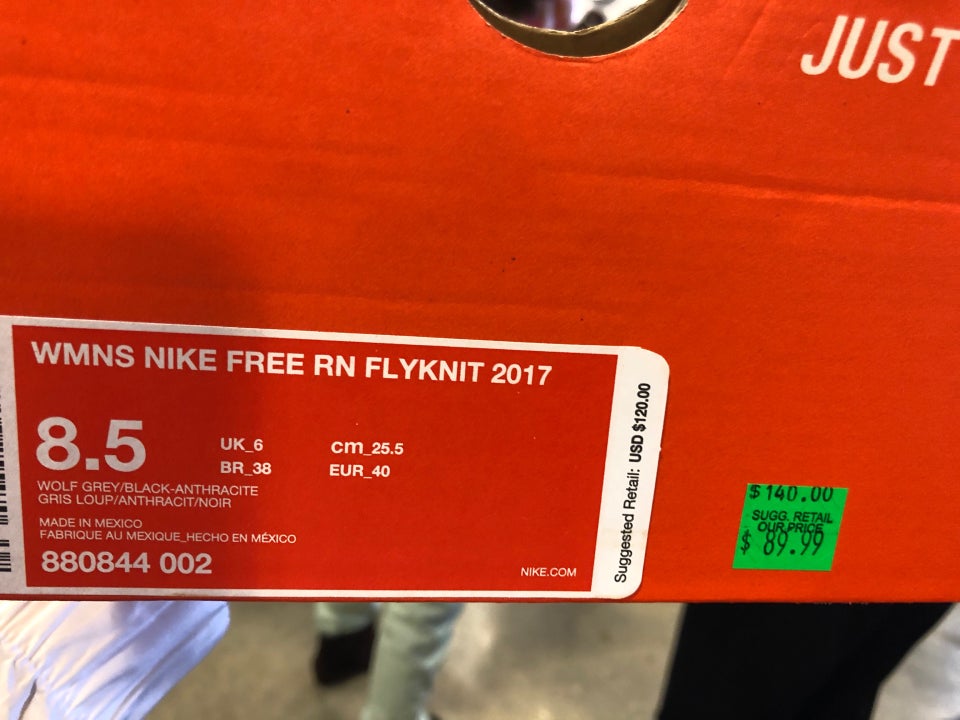 JUST
WMNS NIKE FREE RN FLYKNIT 2017
8.5
UK_6
cm_25.5
BR_38
EUR_40
WOLF GREY/BLACK-ANTHRACITE
GRIS LOUP/ANTHRACIT/NOIR
MADE IN MEXICO
FABRIQUE AU MEXIQUE_HECHO EN MÉXICO
880844 002
NIKE.COM
Suggested Retail: USD $120.00
$140.00
SUGG. RETAIL
OUR PRICE
$ 89.99